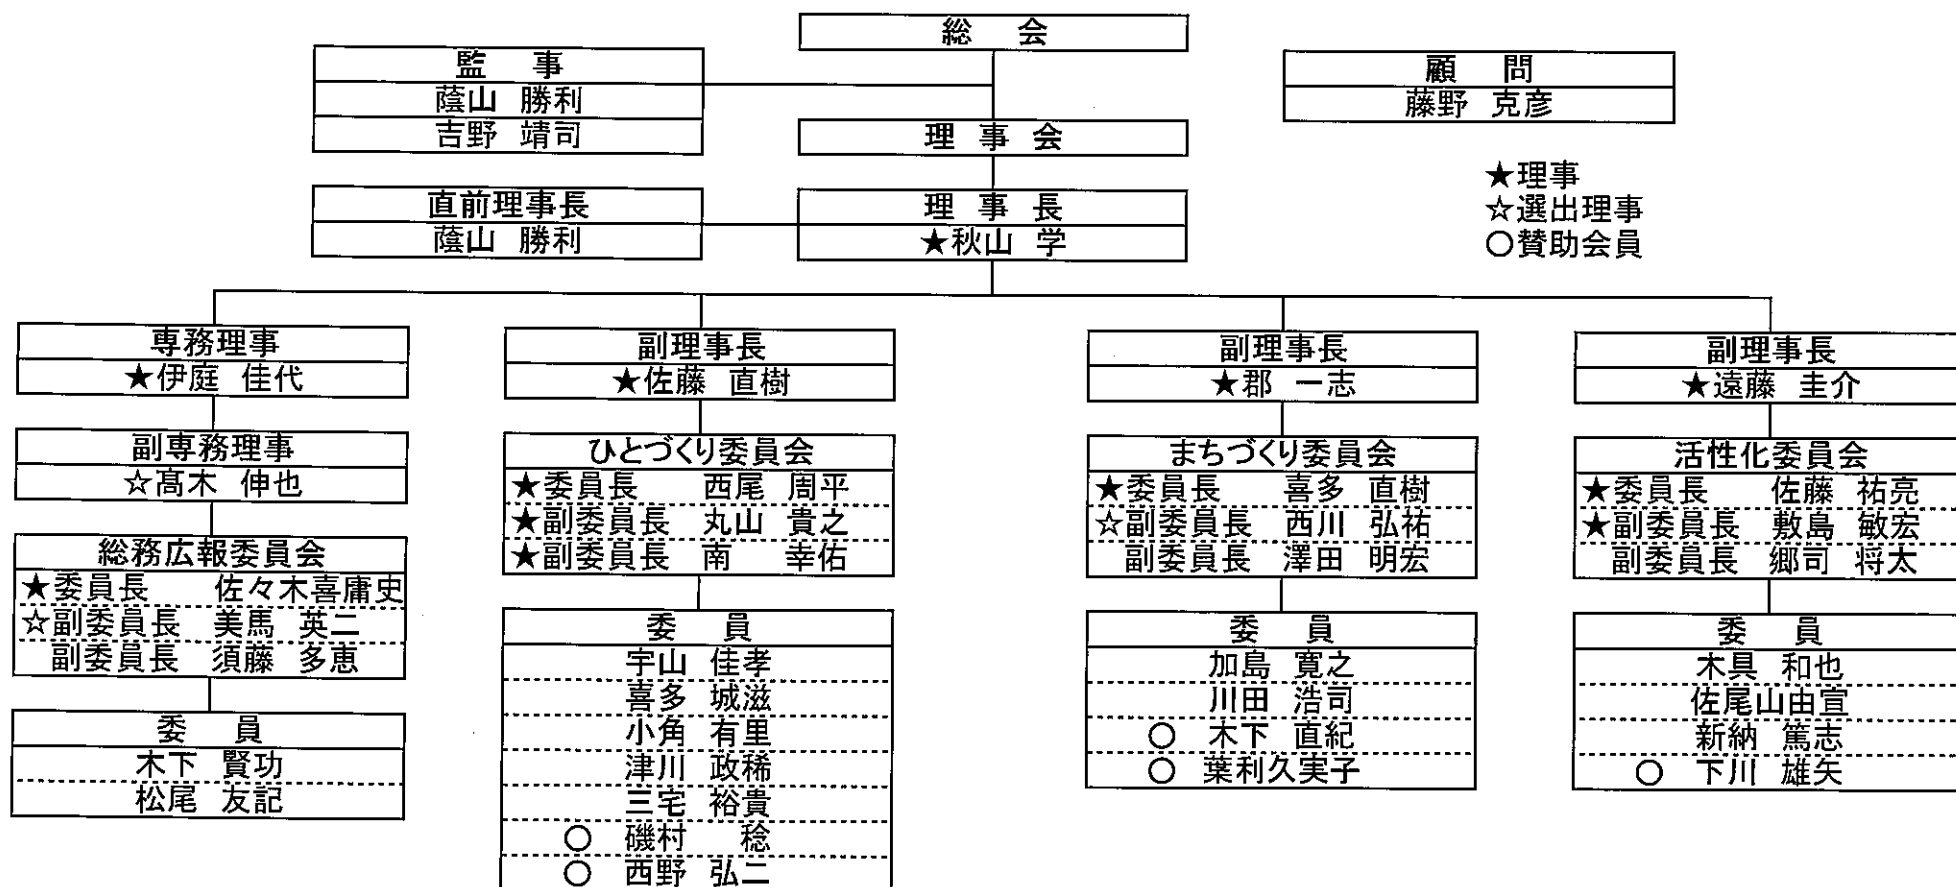 総　会
監　事
蔭山　勝利
吉野　靖司
顧　問
藤野　克彦
理　事　会
直前理事長
蔭山　勝利
理　事　長
★秋山　学
★理事
☆選出理事
○賛助会員
専務理事
★伊庭　佳代
副専務理事
☆髙木　伸也
総務広報委員会
★委員長　佐々木喜庸史
☆副委員長　美馬　英二
副委員長　須藤　多恵
委　員
木下　賢功
松尾　友記
副理事長
★佐藤　直樹
ひとづくり委員会
★委員長　西尾　周平
★副委員長　丸山　貴之
★副委員長　南　幸佑
委　員
宇山　佳孝
喜多　城滋
小角　有里
津川　政稀
三宅　裕貴
○　磯村　稔
○　西野　弘二
副理事長
★郡　一志
まちづくり委員会
★委員長　喜多　直樹
☆副委員長　西川　弘祐
副委員長　澤田　明宏
委　員
加島　寛之
川田　浩司
○　木下　直紀
○　葉利久実子
副理事長
★遠藤　圭介
活性化委員会
★委員長　佐藤　祐亮
★副委員長　敷島　敏宏
副委員長　郷司　将太
委　員
木具　和也
佐尾山由宣
新納　篤志
○　下川　雄矢